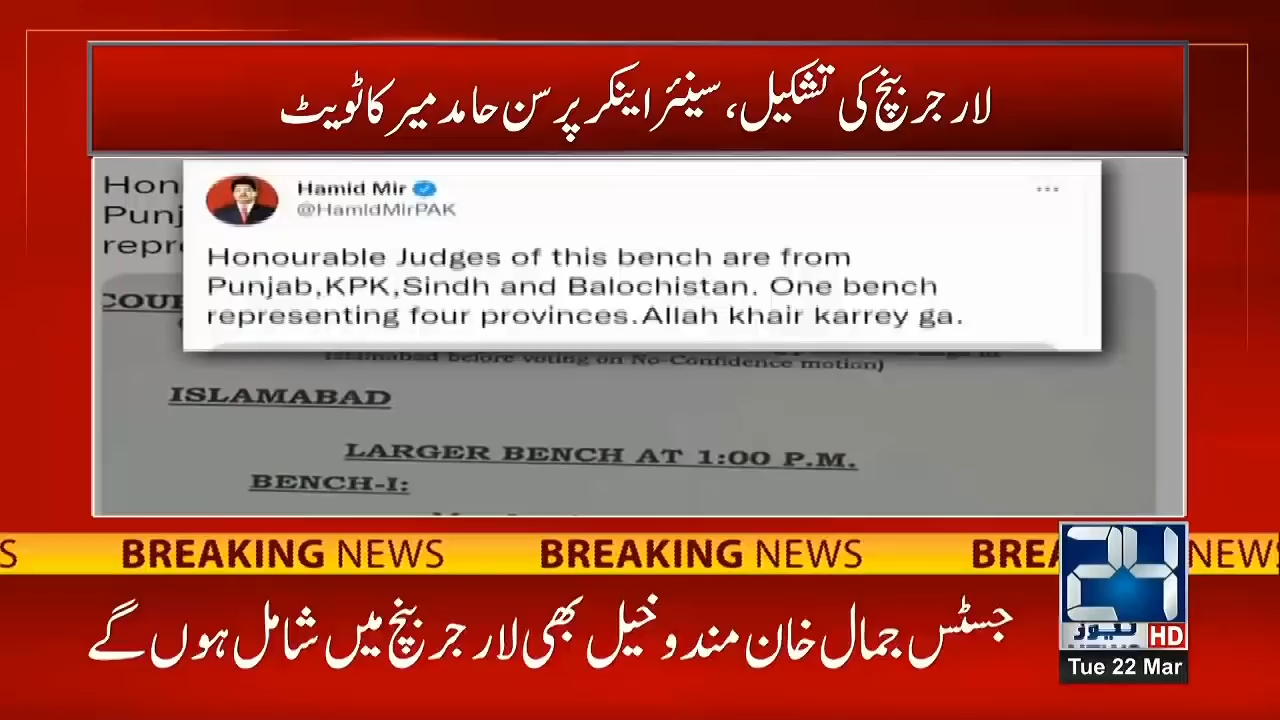 لارجر بنچ کی تشکیل، سینئر اینکر پرسن حامد میر کا ٹویٹ
Hon
Punj
repr
Hamid Mir
@HamidMirPAK
Honourable Judges of this bench are from
Punjab,KPK,Sindh and Balochistan. One bench
representing four provinces.Allah khair karrey ga.
COUR
Islamabad before voting on No-Confidence motion)
ISLAMABAD
LARGER BENCH AT 1:00 P.M.
BENCH-I:
S BREAKING NEWS BREAKING NEWS BREA NEWS
جسٹس جمال خان مندوخیل بھی لارجر بنچ میں شامل ہوں گے
24
نیوز HD
Tue 22 Mar